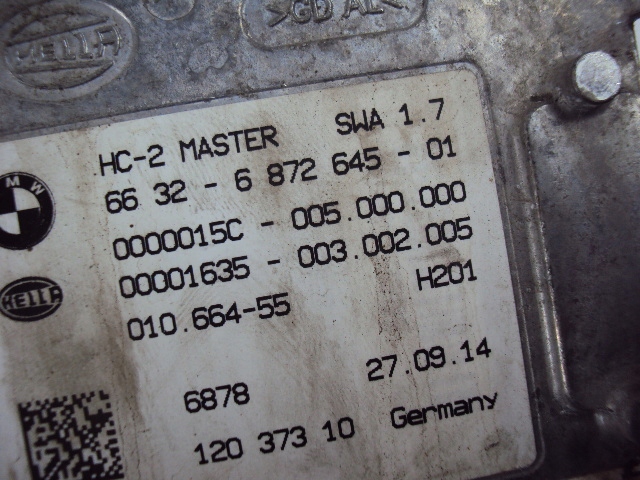 HELLA
>GD AL<
HC-2 MASTER SWA 1.7
BMW
66 32 - 6 872 645 - 01
0000015C - 005.000.000
00001635 - 003.002.005
HELLA
010.664-55 H201
6878 27.09.14
120 373 10 Germany